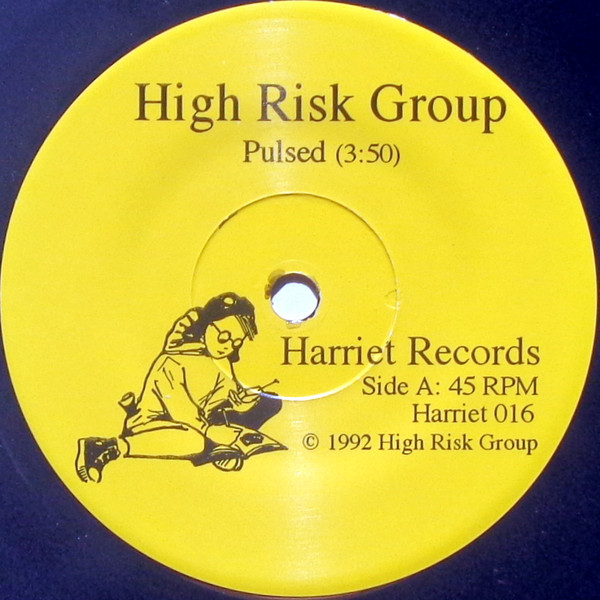 High Risk Group
Pulsed (3:50)
Harriet Records
Side A: 45 RPM
Harriet 016
© 1992 High Risk Group